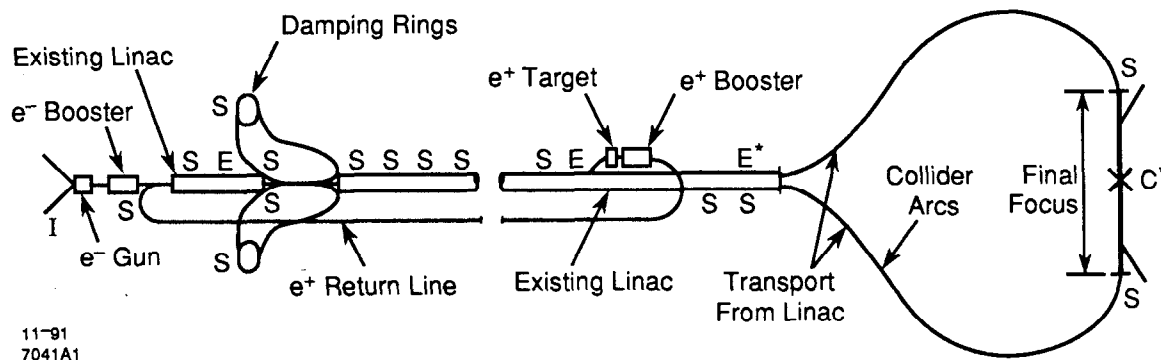 Damping Rings
Existing Linac
e⁻ Booster
e⁺ Target
e⁺ Booster
S
S
S E S
S S S S
S E
E*
S
I
S
S
S S
C
Collider
Arcs
Final
Focus
e⁻ Gun
S
e⁺ Return Line
Existing Linac
Transport
From Linac
S
11-91
7041A1